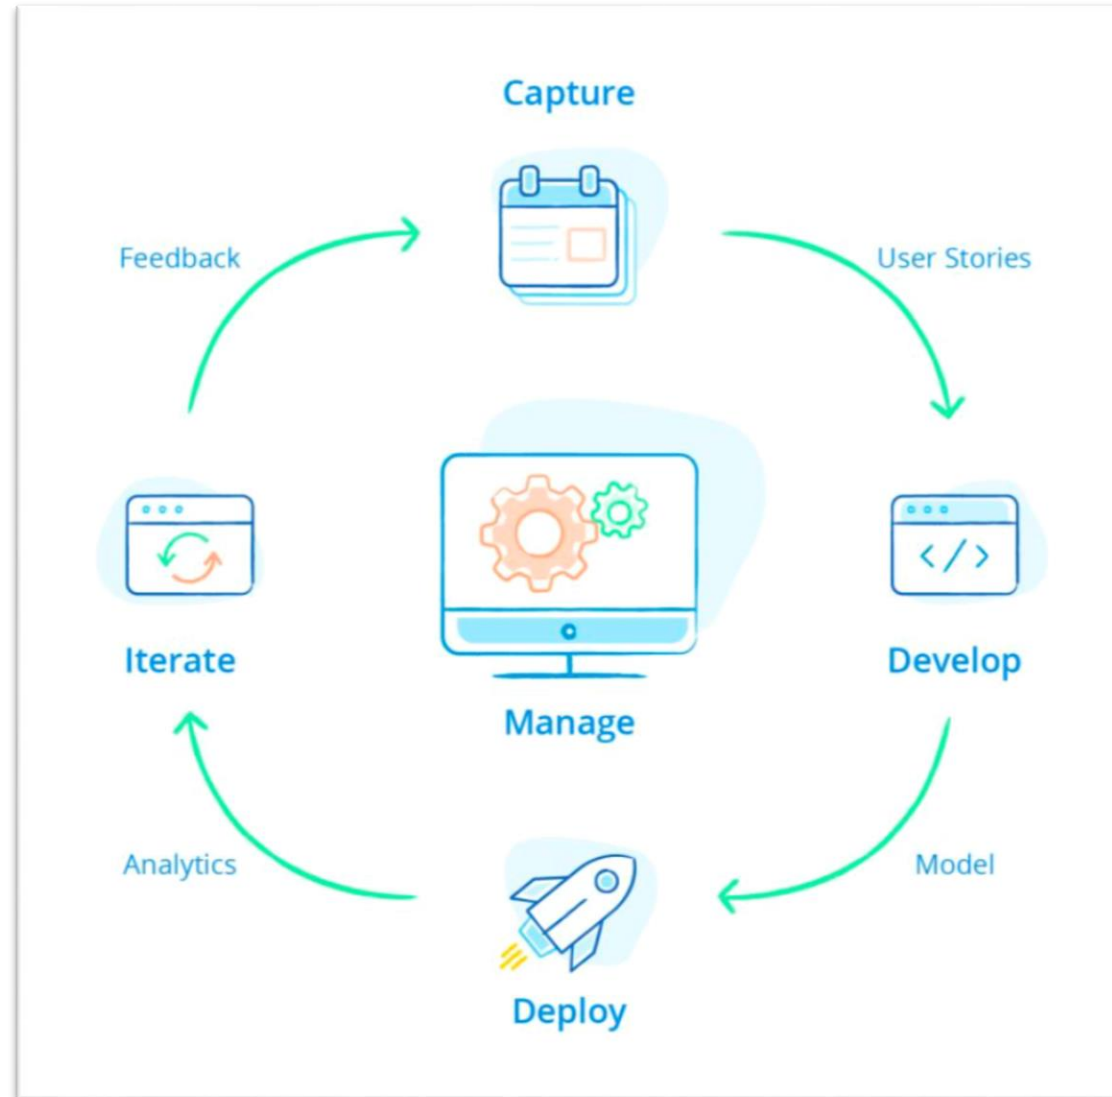 Capture
Feedback
User Stories
</>
Iterate
Develop
Manage
Analytics
Model
Deploy